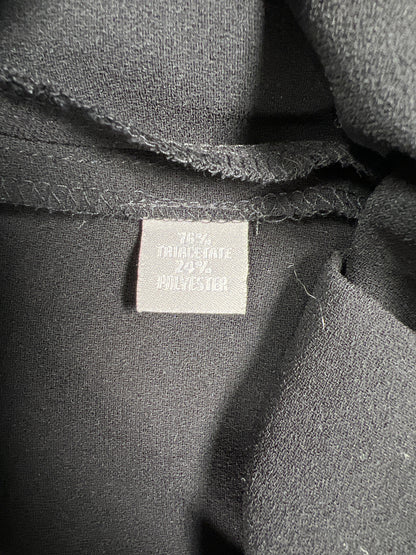 76%
TRIACETATE
24%
POLYESTER